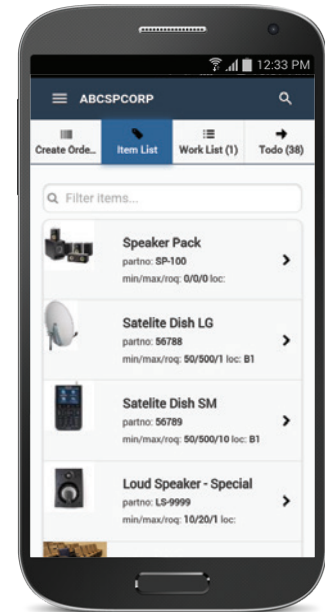 12:33 PM
ABCSPCORP
Create Orde...
Item List
Work List (1)
Todo (38)
Filter Items...
Speaker Pack
partno: SP-100
min/max/roq: 0/0/0 loc:
Satelite Dish LG
partno: 56788
min/max/roq: 50/500/1 loc: B1
Satelite Dish SM
partno: 56789
min/max/roq: 50/500/10 loc: B1
Loud Speaker - Special
partno: LS-9999
min/max/roq: 10/20/1 loc: